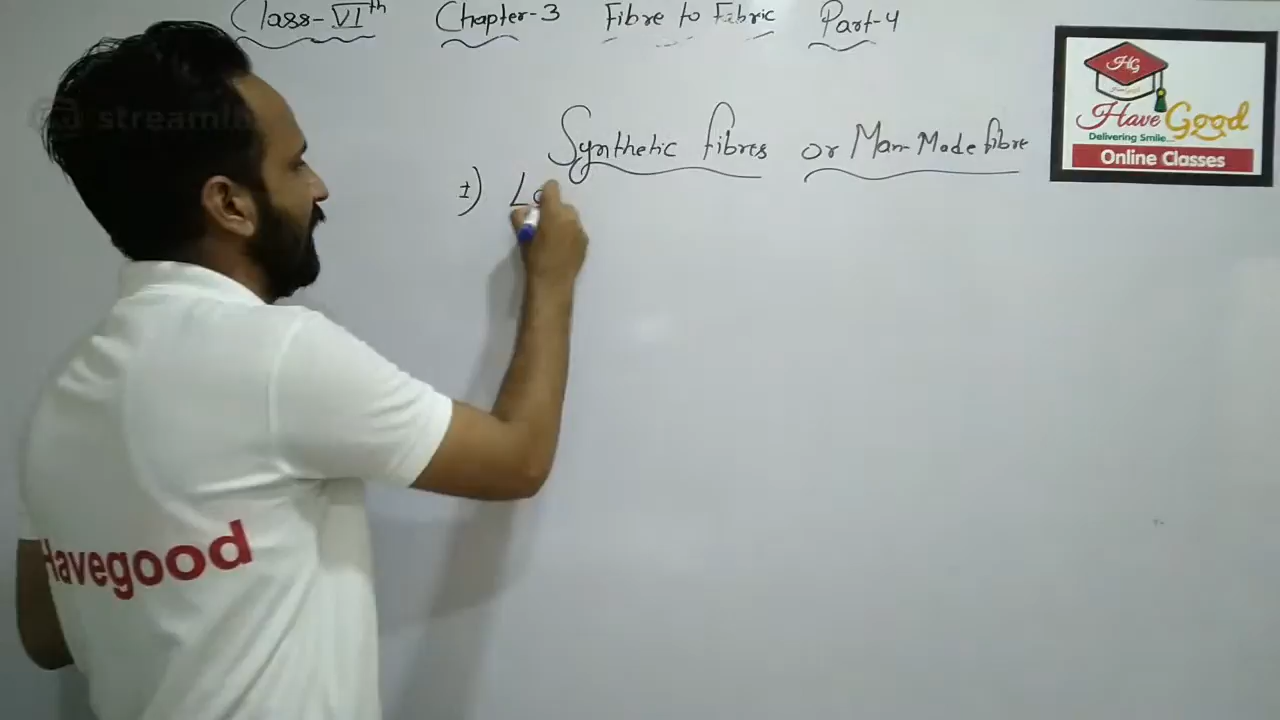 Class-VIth Chapter-3 Fibre to Fabric Part-4
Synthetic fibres or Man-Made fibre
1) Lo
HG
Have Good
Delivering Smile...
Online Classes
Havegood